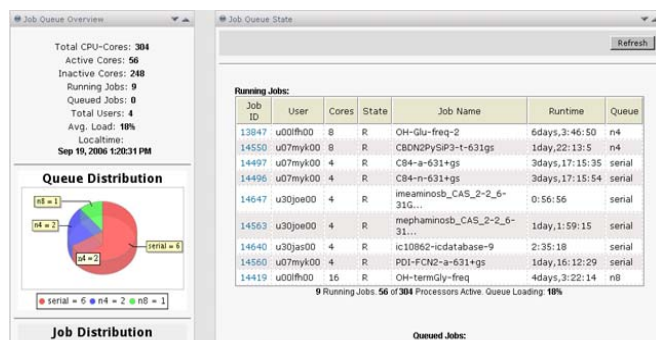 Job Queue Overview
Total CPU-Cores: 304
Active Cores: 56
Inactive Cores: 248
Running Jobs: 9
Queued Jobs: 0
Total Users: 4
Avg. Load: 18%
Localtime:
Sep 19, 2006 1:20:31 PM
Queue Distribution
n8 = 1
n4 = 2
n4 = 2
serial = 6
serial = 6 n4 = 2 n8 = 1
Job Distribution
Job Queue State
Refresh
Running Jobs:
Job ID User Cores State Job Name Runtime Queue
13847 u00lfh00 8 R OH-Glu-freq-2 6days,3:46:50 n4
14550 u07myk00 8 R CBDN2PySiP3-t-631gs 1day,22:13:5 n4
14497 u07myk00 4 R C84-a-631+gs 3days,17:15:35 serial
14496 u07myk00 4 R C84-n-631+gs 3days,17:15:54 serial
14647 u30joe00 4 R imeaminosb_CAS_2-2_6-31G... 0:56:56 serial
14563 u30joe00 4 R mephaminosb_CAS_2-2_6-31... 1day,1:59:15 serial
14640 u30jas00 4 R ic10862-icdatabase-9 2:35:18 serial
14560 u07myk00 4 R PDI-FCN2-a-631+gs 1day,16:12:29 serial
14419 u00lfh00 16 R OH-termGly-freq 4days,3:22:14 n8
9 Running Jobs. 56 of 304 Processors Active. Queue Loading: 18%
Queued Jobs: